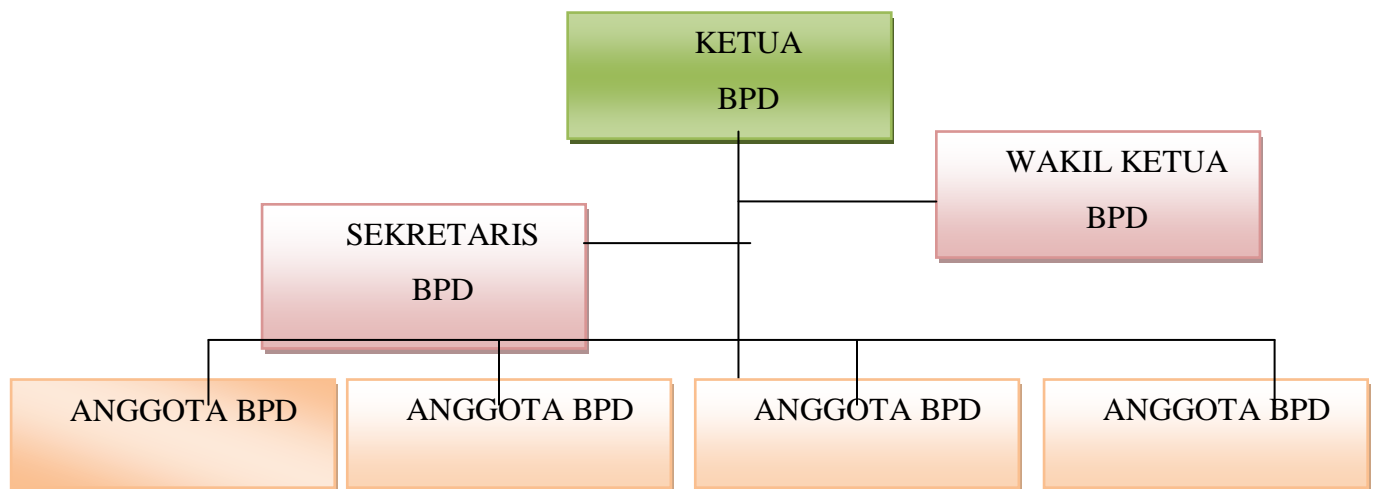 KETUA
BPD
WAKIL KETUA
BPD
SEKRETARIS
BPD
ANGGOTA BPD
ANGGOTA BPD
ANGGOTA BPD
ANGGOTA BPD